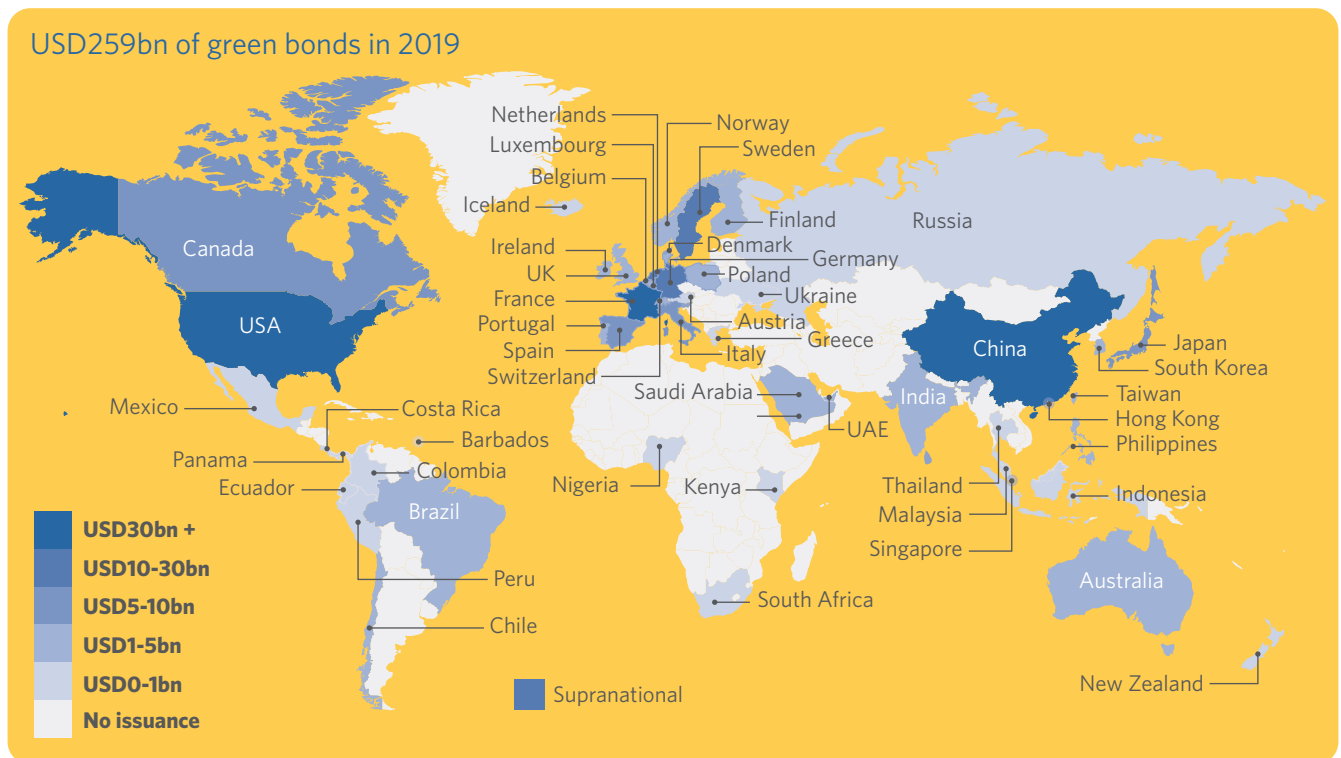 USD259bn of green bonds in 2019
Netherlands
Norway
Luxembourg
Sweden
Belgium
Iceland
Finland
Russia
Canada
Ireland
Denmark
Germany
UK
Poland
France
Ukraine
Portugal
USA
Austria
Greece
China
Japan
Spain
Italy
South Korea
Switzerland
Saudi Arabia
India
Taiwan
Mexico
Costa Rica
Hong Kong
UAE
Barbados
Philippines
Panama
Colombia
Ecuador
Nigeria
Kenya
Thailand
Indonesia
Brazil
Malaysia
Singapore
Peru
Australia
South Africa
Chile
New Zealand
USD30bn +
USD10-30bn
USD5-10bn
USD1-5bn
USD0-1bn
No issuance
Supranational